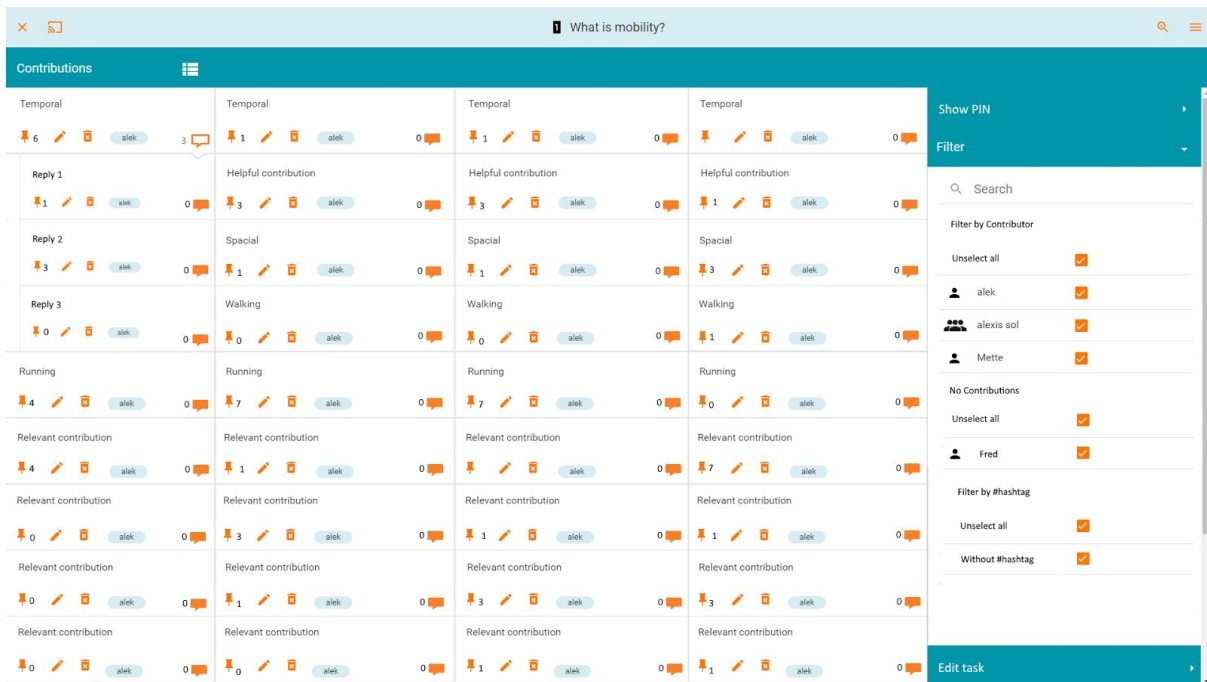 1 What is mobility?
Contributions
Temporal Temporal Temporal Temporal
6 alek 3 1 alek 0 1 alek 0 alek 0
Reply 1 Helpful contribution Helpful contribution Helpful contribution
1 alek 0 3 alek 0 3 alek 0 1 alek 0
Reply 2 Spacial Spacial Spacial
3 alek 0 1 alek 0 1 alek 0 3 alek 0
Reply 3 Walking Walking Walking
0 alek 0 0 alek 0 0 alek 0 1 alek 0
Running Running Running Running
4 alek 0 7 alek 0 7 alek 0 0 alek 0
Relevant contribution Relevant contribution Relevant contribution Relevant contribution
4 alek 0 1 alek 0 alek 0 7 alek 0
Relevant contribution Relevant contribution Relevant contribution Relevant contribution
0 alek 0 3 alek 0 1 alek 0 1 alek 0
Relevant contribution Relevant contribution Relevant contribution Relevant contribution
0 alek 0 1 alek 0 3 alek 0 3 alek 0
Relevant contribution Relevant contribution Relevant contribution Relevant contribution
0 alek 0 0 alek 0 1 alek 0 1 alek 0
Show PIN
Filter
Search
Filter by Contributor
Unselect all
alek
alexis sol
Mette
No Contributions
Unselect all
Fred
Filter by #hashtag
Unselect all
Without #hashtag
Edit task